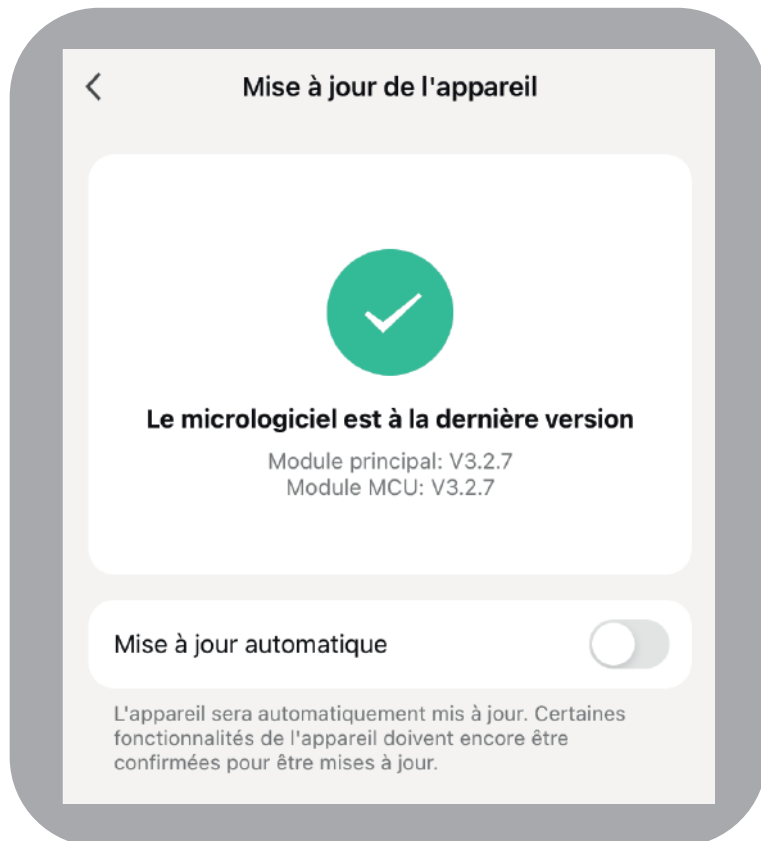 Mise à jour de l'appareil
Le micrologiciel est à la dernière version
Module principal: V3.2.7
Module MCU: V3.2.7
Mise à jour automatique
L'appareil sera automatiquement mis à jour. Certaines
fonctionnalités de l'appareil doivent encore être
confirmées pour être mises à jour.